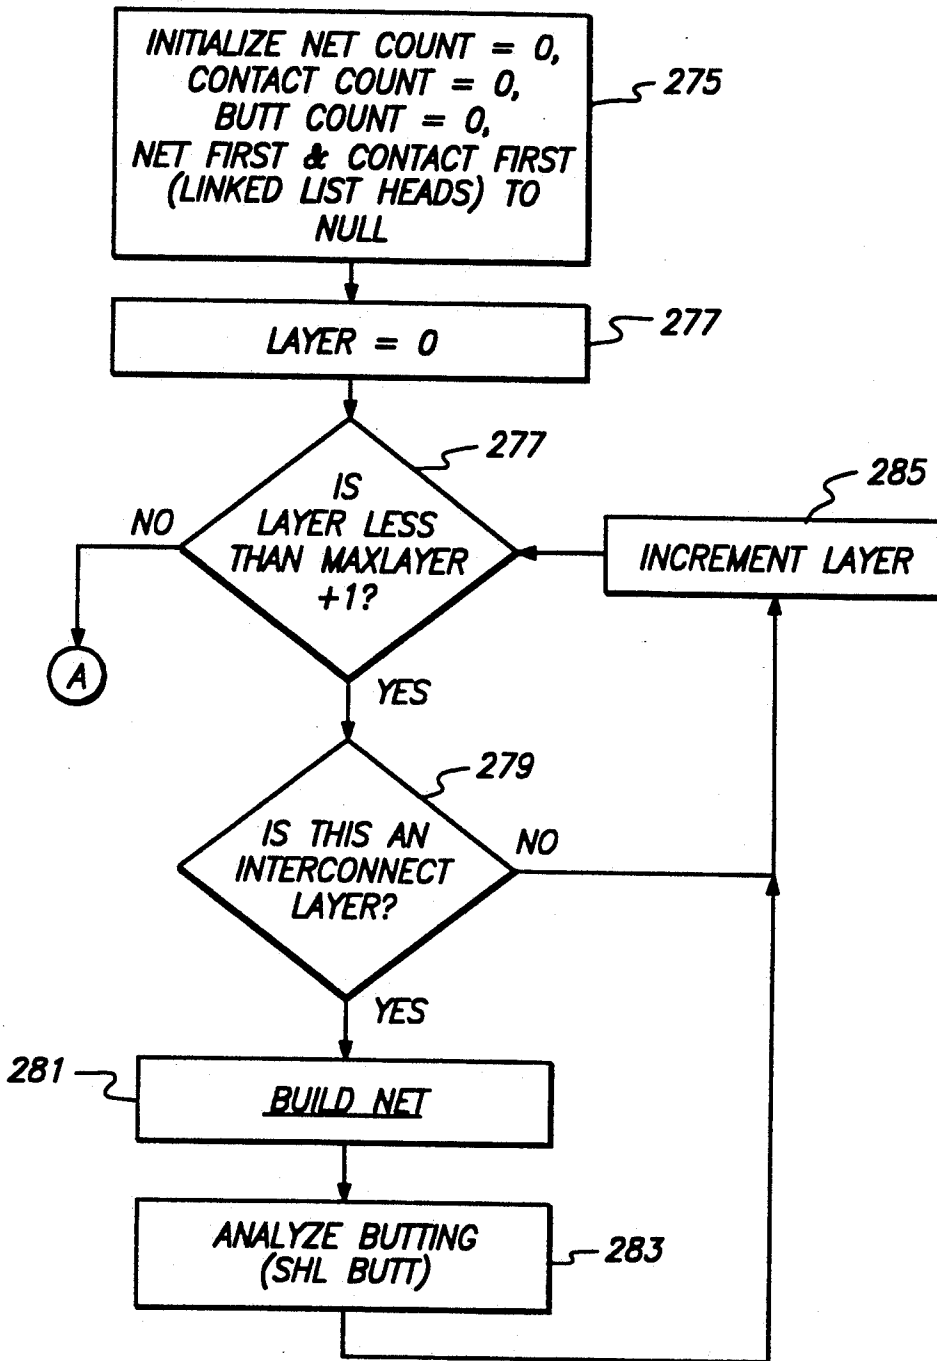 INITIALIZE NET COUNT = 0,
CONTACT COUNT = 0,
BUTT COUNT = 0,
NET FIRST & CONTACT FIRST
(LINKED LIST HEADS) TO
NULL
275
LAYER = 0
277
277
IS
LAYER LESS
THAN MAXLAYER
+1?
NO
285
INCREMENT LAYER
A
YES
279
IS THIS AN
INTERCONNECT
LAYER?
NO
YES
281
BUILD NET
ANALYZE BUTTING
(SHL BUTT)
283